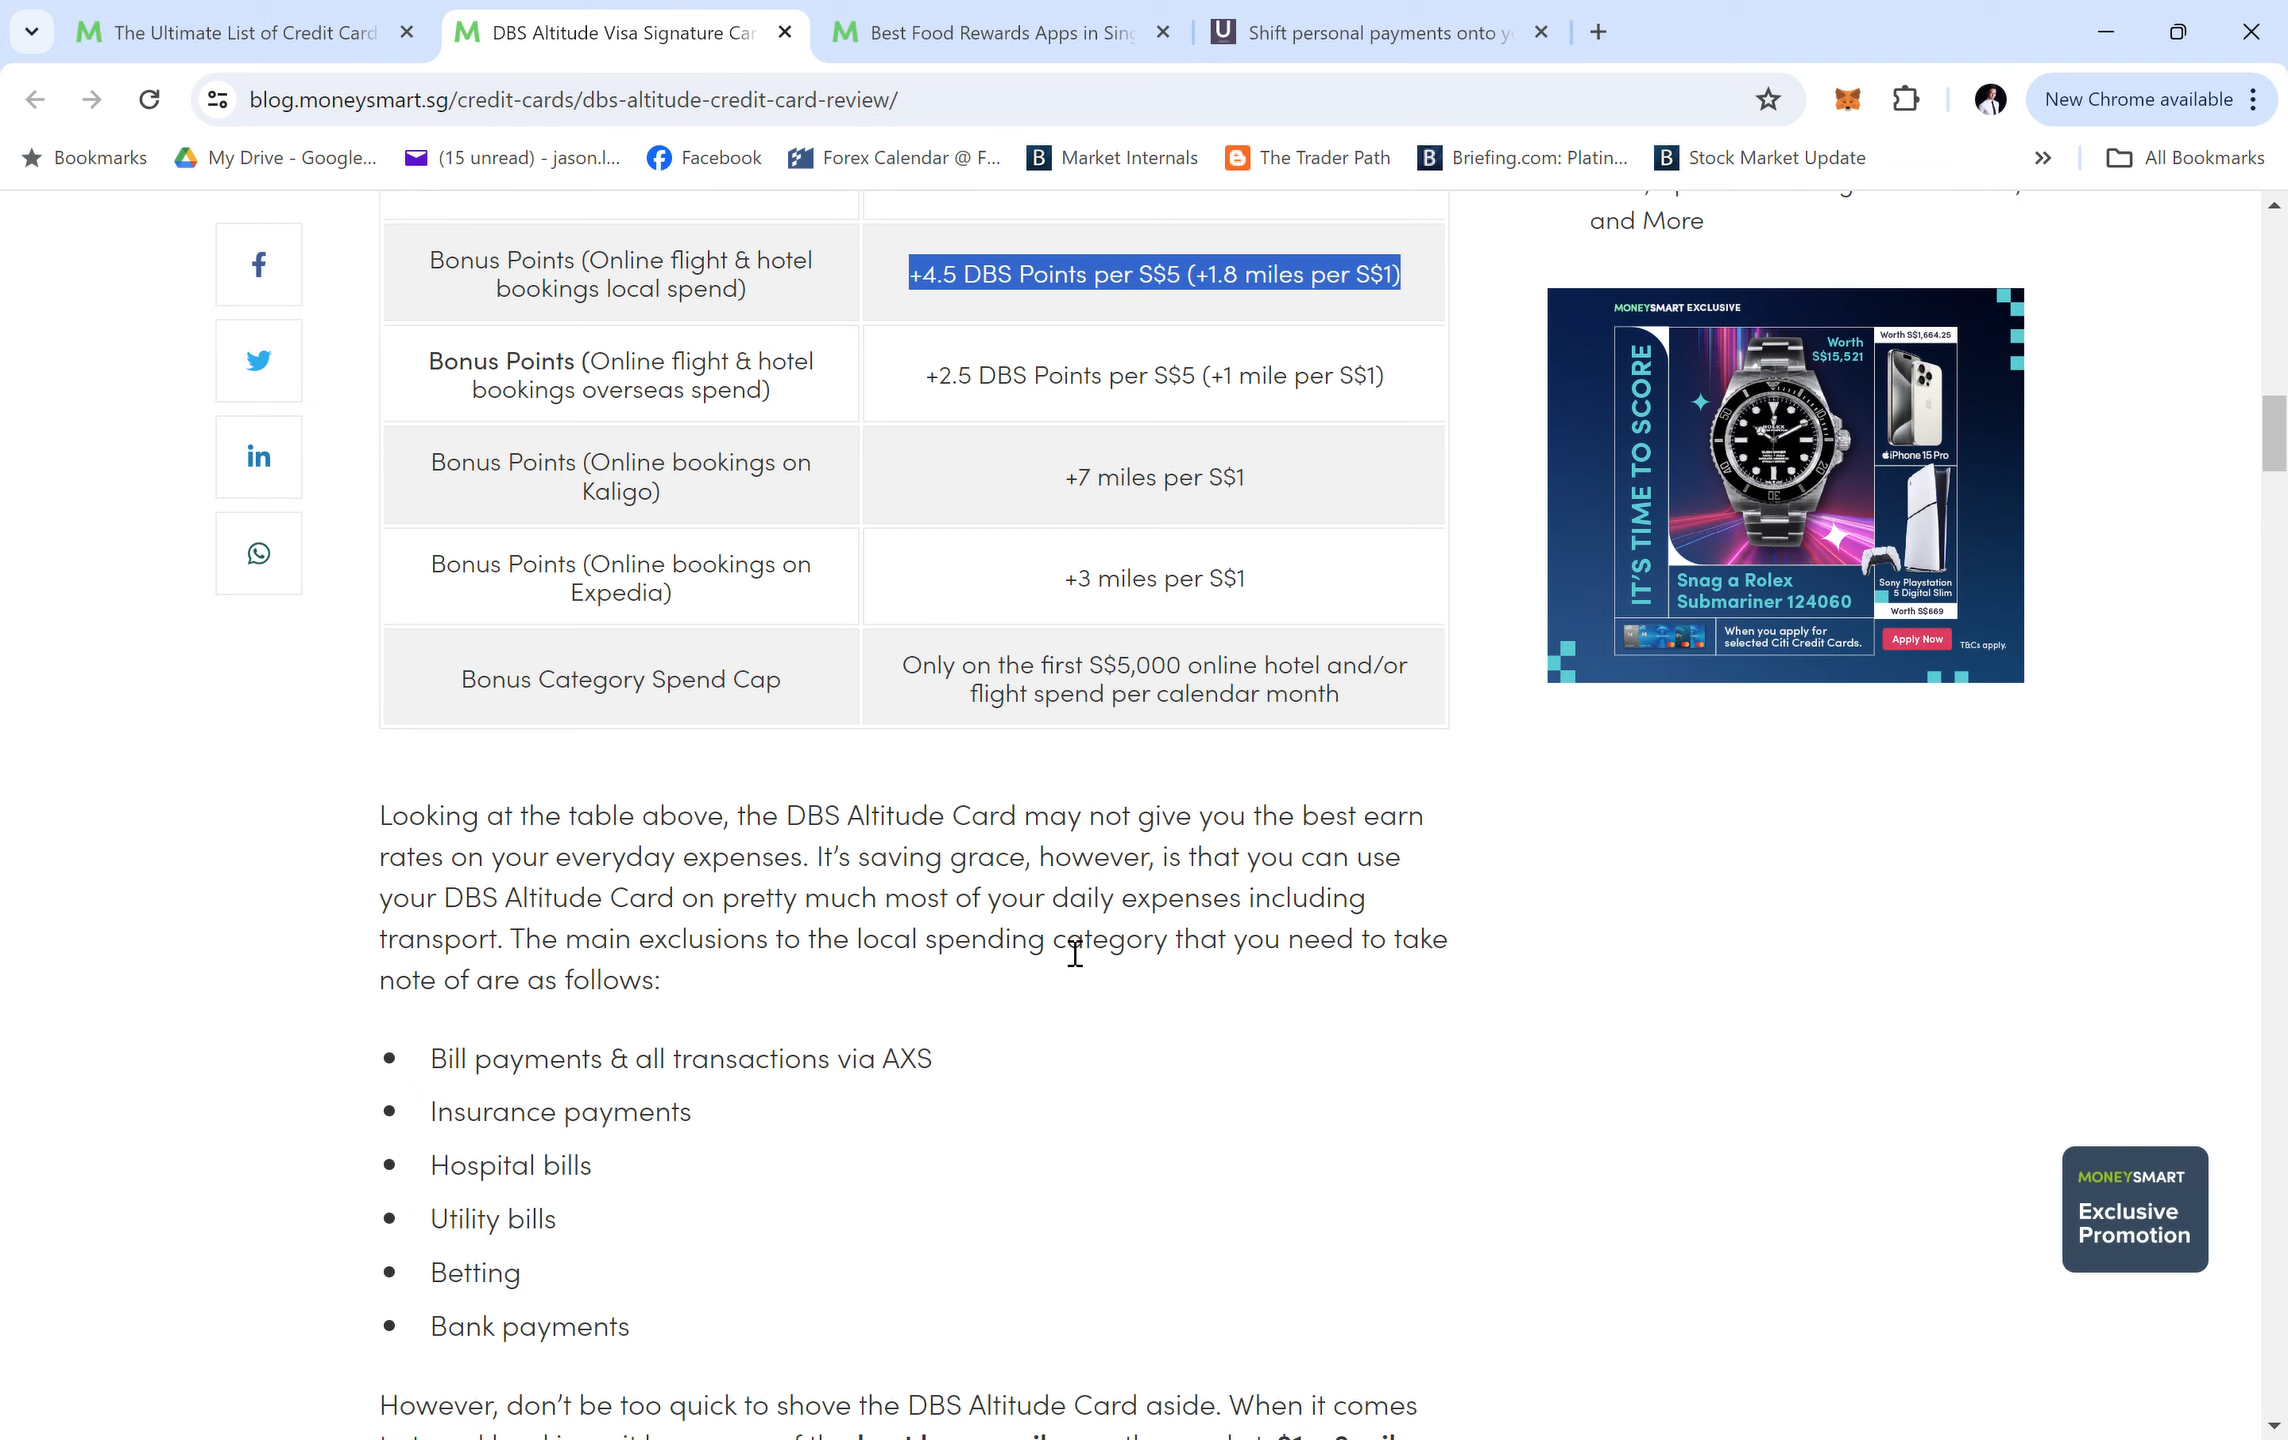 The Ultimate List of Credit Card
DBS Altitude Visa Signature Car
Best Food Rewards Apps in Sing
Shift personal payments onto y
blog.moneysmart.sg/credit-cards/dbs-altitude-credit-card-review/
New Chrome available
Bookmarks
My Drive - Google...
(15 unread) - jason.l...
Facebook
Forex Calendar @ F...
Market Internals
The Trader Path
Briefing.com: Platin...
Stock Market Update
All Bookmarks
and More
Bonus Points (Online flight & hotel
bookings local spend)
+4.5 DBS Points per S$5 (+1.8 miles per S$1)
Bonus Points (Online flight & hotel
bookings overseas spend)
+2.5 DBS Points per S$5 (+1 mile per S$1)
Bonus Points (Online bookings on
Kaligo)
+7 miles per S$1
Bonus Points (Online bookings on
Expedia)
+3 miles per S$1
Bonus Category Spend Cap
Only on the first S$5,000 online hotel and/or
flight spend per calendar month
MONEYSMART EXCLUSIVE
IT'S TIME TO SCORE
Worth
S$15,521
Worth S$1,664.25
iPhone 15 Pro
Snag a Rolex
Submariner 124060
Sony Playstation
5 Digital Slim
Worth S$669
When you apply for
selected Citi Credit Cards.
Apply Now
T&Cs apply.
Looking at the table above, the DBS Altitude Card may not give you the best earn
rates on your everyday expenses. It’s saving grace, however, is that you can use
your DBS Altitude Card on pretty much most of your daily expenses including
transport. The main exclusions to the local spending category that you need to take
note of are as follows:
Bill payments & all transactions via AXS
Insurance payments
Hospital bills
Utility bills
Betting
Bank payments
MONEYSMART
Exclusive
Promotion
However, don’t be too quick to shove the DBS Altitude Card aside. When it comes